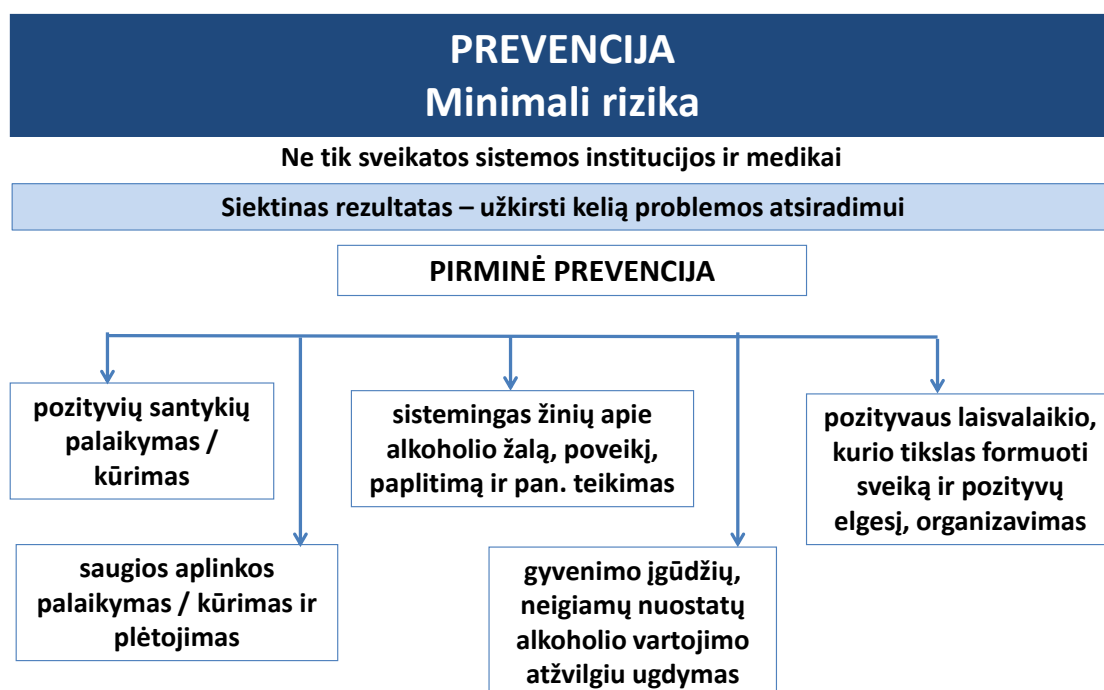 PREVENCIJA
Minimali rizika
Ne tik sveikatos sistemos institucijos ir medikai
Siektinas rezultatas – užkirsti kelią problemos atsiradimui
PIRMINĖ PREVENCIJA
pozityvių santykių
palaikymas /
kūrimas
sistemingas žinių apie
alkoholio žalą, poveikį,
paplitimą ir pan. teikimas
pozityvaus laisvalaikio,
kurio tikslas formuoti
sveiką ir pozityvų
elgesį, organizavimas
saugios aplinkos
palaikymas / kūrimas ir
plėtojimas
gyvenimo įgūdžių,
neigiamų nuostatų
alkoholio vartojimo
atžvilgiu ugdymas